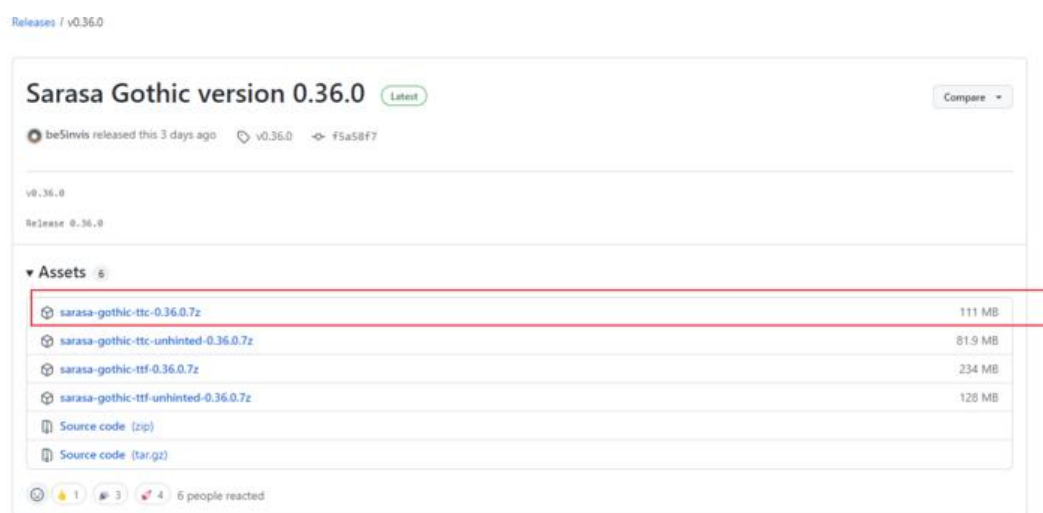 Releases / v0.36.0
Sarasa Gothic version 0.36.0 Latest
Compare
be5invis released this 3 days ago v0.36.0 f5a58f7
v0.36.0
Release 0.36.0
Assets 6
sarasa-gothic-ttc-0.36.0.7z 111 MB
sarasa-gothic-ttc-unhinted-0.36.0.7z 81.9 MB
sarasa-gothic-ttf-0.36.0.7z 234 MB
sarasa-gothic-ttf-unhinted-0.36.0.7z 128 MB
Source code (zip)
Source code (tar.gz)
1 3 4 6 people reacted